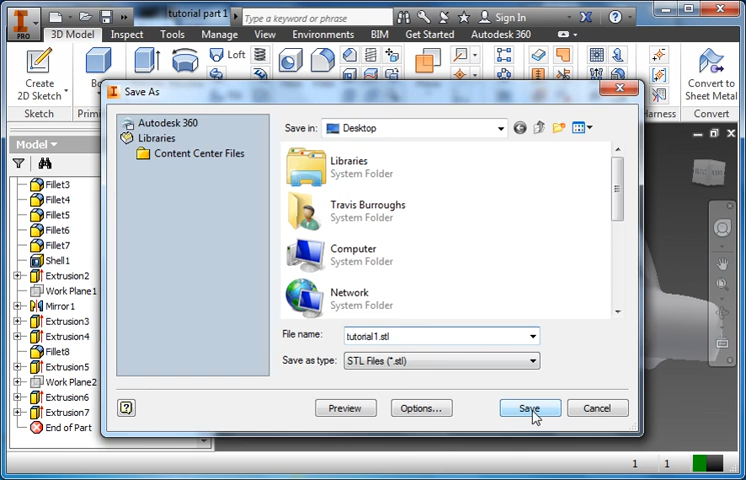 tutorial part 1
Type a keyword or phrase
Sign In
PRO
3D Model Inspect Tools Manage View Environments BIM Get Started Autodesk 360
Create
2D Sketch
Loft
Convert to
Sheet Metal
Sketch
Harness
Convert
Model
Fillet3
Fillet4
Fillet5
Fillet6
Fillet7
Shell1
Extrusion2
Work Plane1
Mirror1
Extrusion3
Extrusion4
Fillet8
Extrusion5
Work Plane2
Extrusion6
Extrusion7
End of Part
Save As
Autodesk 360
Libraries
Content Center Files
Save in: Desktop
Libraries
System Folder
Travis Burroughs
System Folder
Computer
System Folder
Network
System Folder
File name: tutorial1.stl
Save as type: STL Files (*.stl)
Preview Options... Save Cancel
1 1